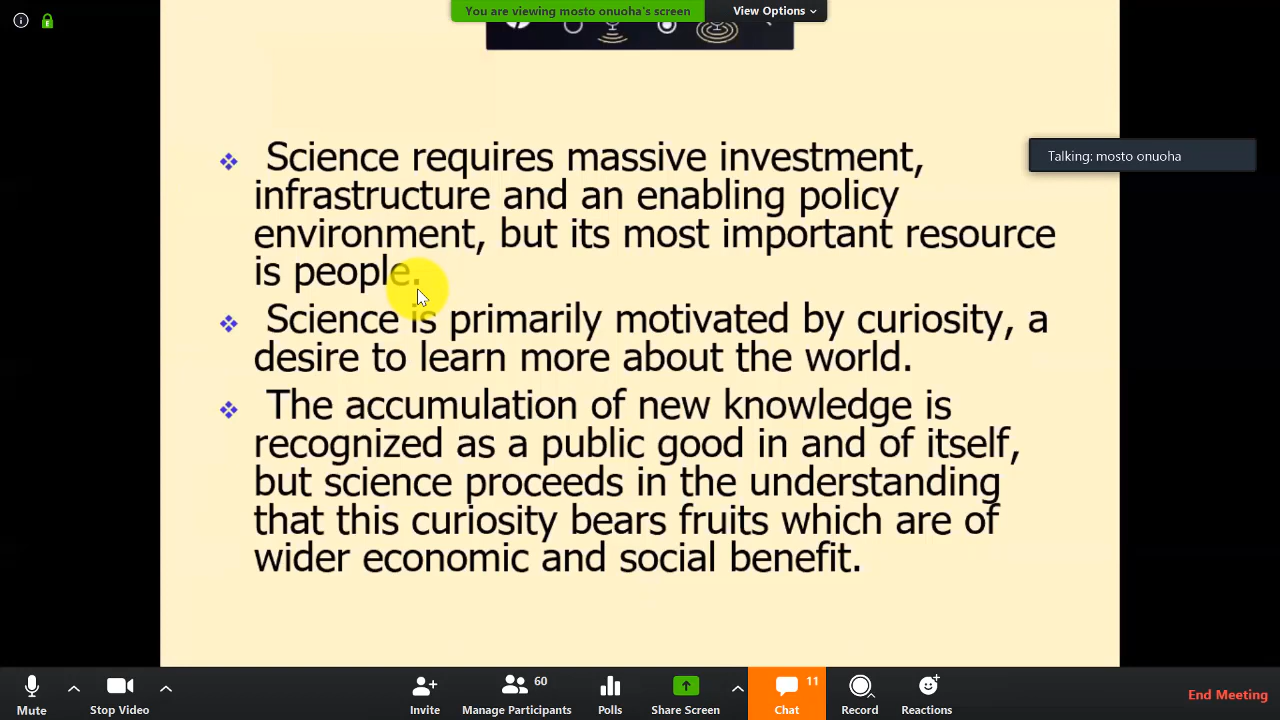 You are viewing mosto onuoha's screen
View Options
Talking: mosto onuoha
Science requires massive investment,
infrastructure and an enabling policy
environment, but its most important resource
is people.
Science is primarily motivated by curiosity, a
desire to learn more about the world.
The accumulation of new knowledge is
recognized as a public good in and of itself,
but science proceeds in the understanding
that this curiosity bears fruits which are of
wider economic and social benefit.
60
11
Mute
Stop Video
Invite
Manage Participants
Polls
Share Screen
Chat
Record
Reactions
End Meeting